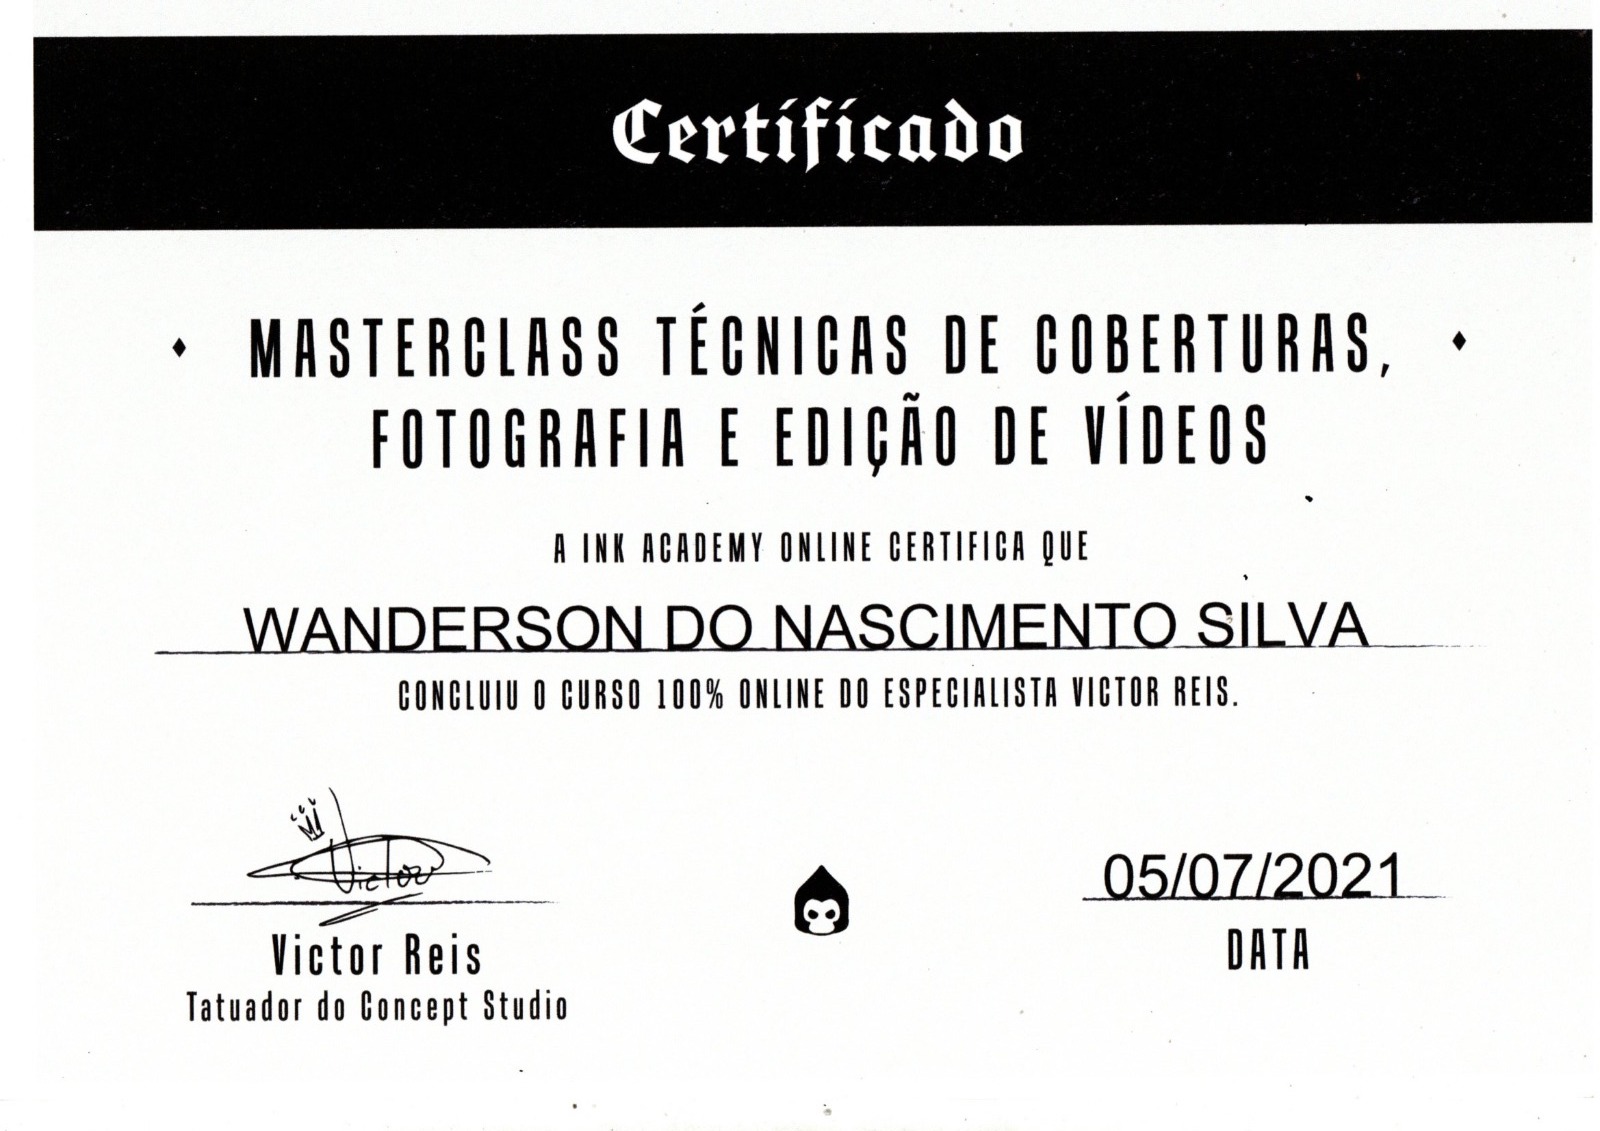 Certificado
MASTERCLASS TÉCNICAS DE COBERTURAS,
FOTOGRAFIA E EDIÇÃO DE VÍDEOS
A INK ACADEMY ONLINE CERTIFICA QUE
WANDERSON DO NASCIMENTO SILVA
CONCLUIU O CURSO 100% ONLINE DO ESPECIALISTA VICTOR REIS.
Victor
Victor Reis
Tatuador do Concept Studio
05/07/2021
DATA